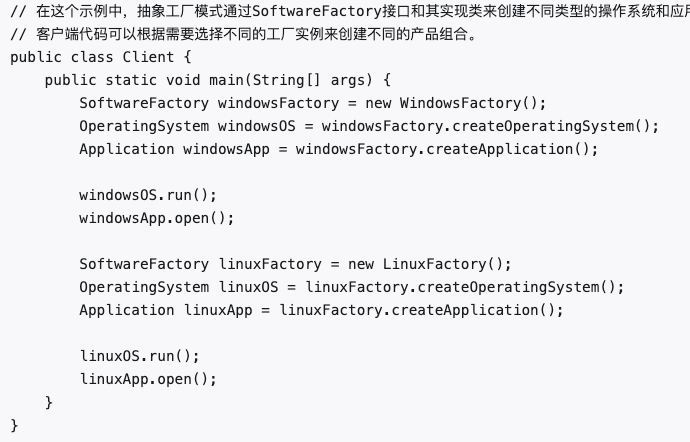 // 在这个示例中，抽象工厂模式通过SoftwareFactory接口和其实现类来创建不同类型的操作系统和应
// 客户端代码可以根据需要选择不同的工厂实例来创建不同的产品组合。
public class Client {
    public static void main(String[] args) {
        SoftwareFactory windowsFactory = new WindowsFactory();
        OperatingSystem windowsOS = windowsFactory.createOperatingSystem();
        Application windowsApp = windowsFactory.createApplication();

        windowsOS.run();
        windowsApp.open();

        SoftwareFactory linuxFactory = new LinuxFactory();
        OperatingSystem linuxOS = linuxFactory.createOperatingSystem();
        Application linuxApp = linuxFactory.createApplication();

        linuxOS.run();
        linuxApp.open();
    }
}